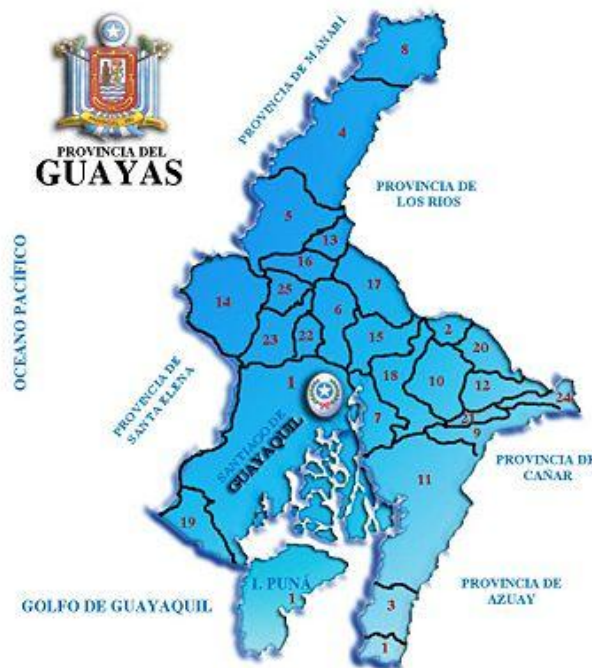 PROVINCIA DEL
GUAYAS
PROVINCIA DE MANABÍ
8
4
PROVINCIA DE
LOS RIOS
5
13
16
17
OCEANO PACÍFICO
14
25
6
23
22
15
2
20
18
10
12
24
1
7
21
9
PROVINCIA DE
SANTA ELENA
SANTIAGO DE
GUAYAQUIL
PROVINCIA DE
CAÑAR
11
19
I. PUNÁ
1
GOLFO DE GUAYAQUIL
PROVINCIA DE
AZUAY
3
1